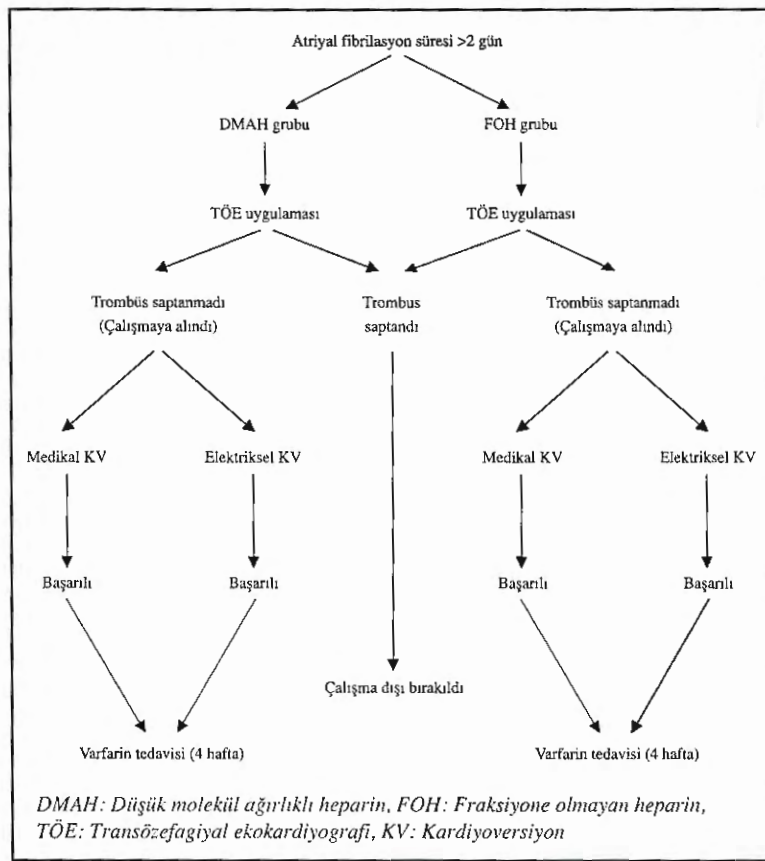 Atriyal fibrilasyon süresi >2 gün
DMAH grubu FOH grubu
TÖE uygulaması TÖE uygulaması
Trombüs saptanmadı Trombus Trombüs saptanmadı
(Çalişmaya alındı) saptandı (Çalişmaya alındı)
Medikal KV Elektriksel KV Medikal KV Elektriksel KV
Başarılı Başarılı Başarılı Başarılı
Çalışma dışı bırakıldı
Varfarin tedavisi (4 hafta) Varfarin tedavisi (4 hafta)
DMAH: Düşük molekül ağırlıklı heparin, FOH: Fraksiyone olmayan heparin,
TÖE: Transözefagiyal ekokardiyografi, KV: Kardiyoversiyon